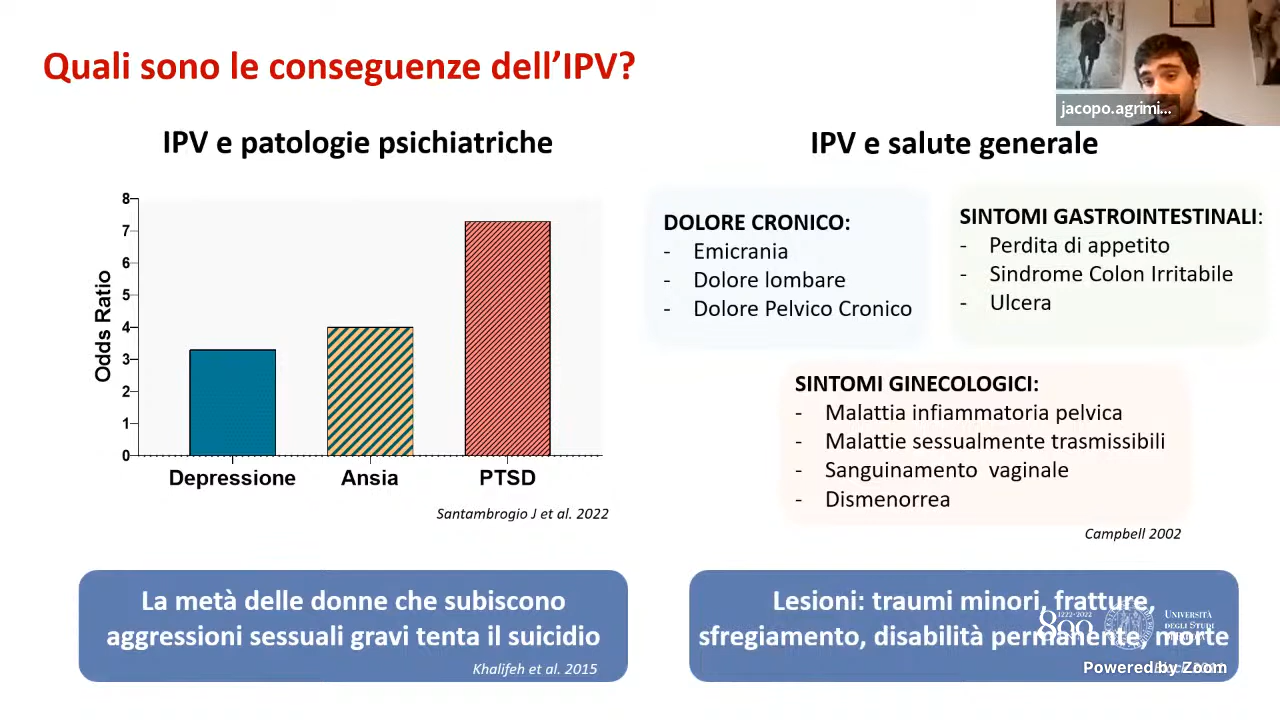 Quali sono le conseguenze dell'IPV?
jacopo.agrimi...
IPV e patologie psichiatriche
8
7
6
5
4
3
2
1
0
Odds Ratio
Depressione Ansia PTSD
Santambrogio J et al. 2022
IPV e salute generale
DOLORE CRONICO:
- Emicrania
- Dolore lombare
- Dolore Pelvico Cronico
SINTOMI GASTROINTESTINALI:
- Perdita di appetito
- Sindrome Colon Irritabile
- Ulcera
SINTOMI GINECOLOGICI:
- Malattia infiammatoria pelvica
- Malattie sessualmente trasmissibili
- Sanguinamento vaginale
- Dismenorrea
Campbell 2002
La metà delle donne che subiscono
aggressioni sessuali gravi tenta il suicidio
Khalifeh et al. 2015
Lesioni: traumi minori, fratture,
sfregiamento, disabilità permanente, morte
1222-2022
800
Università
degli Studi
Powered by Zoom